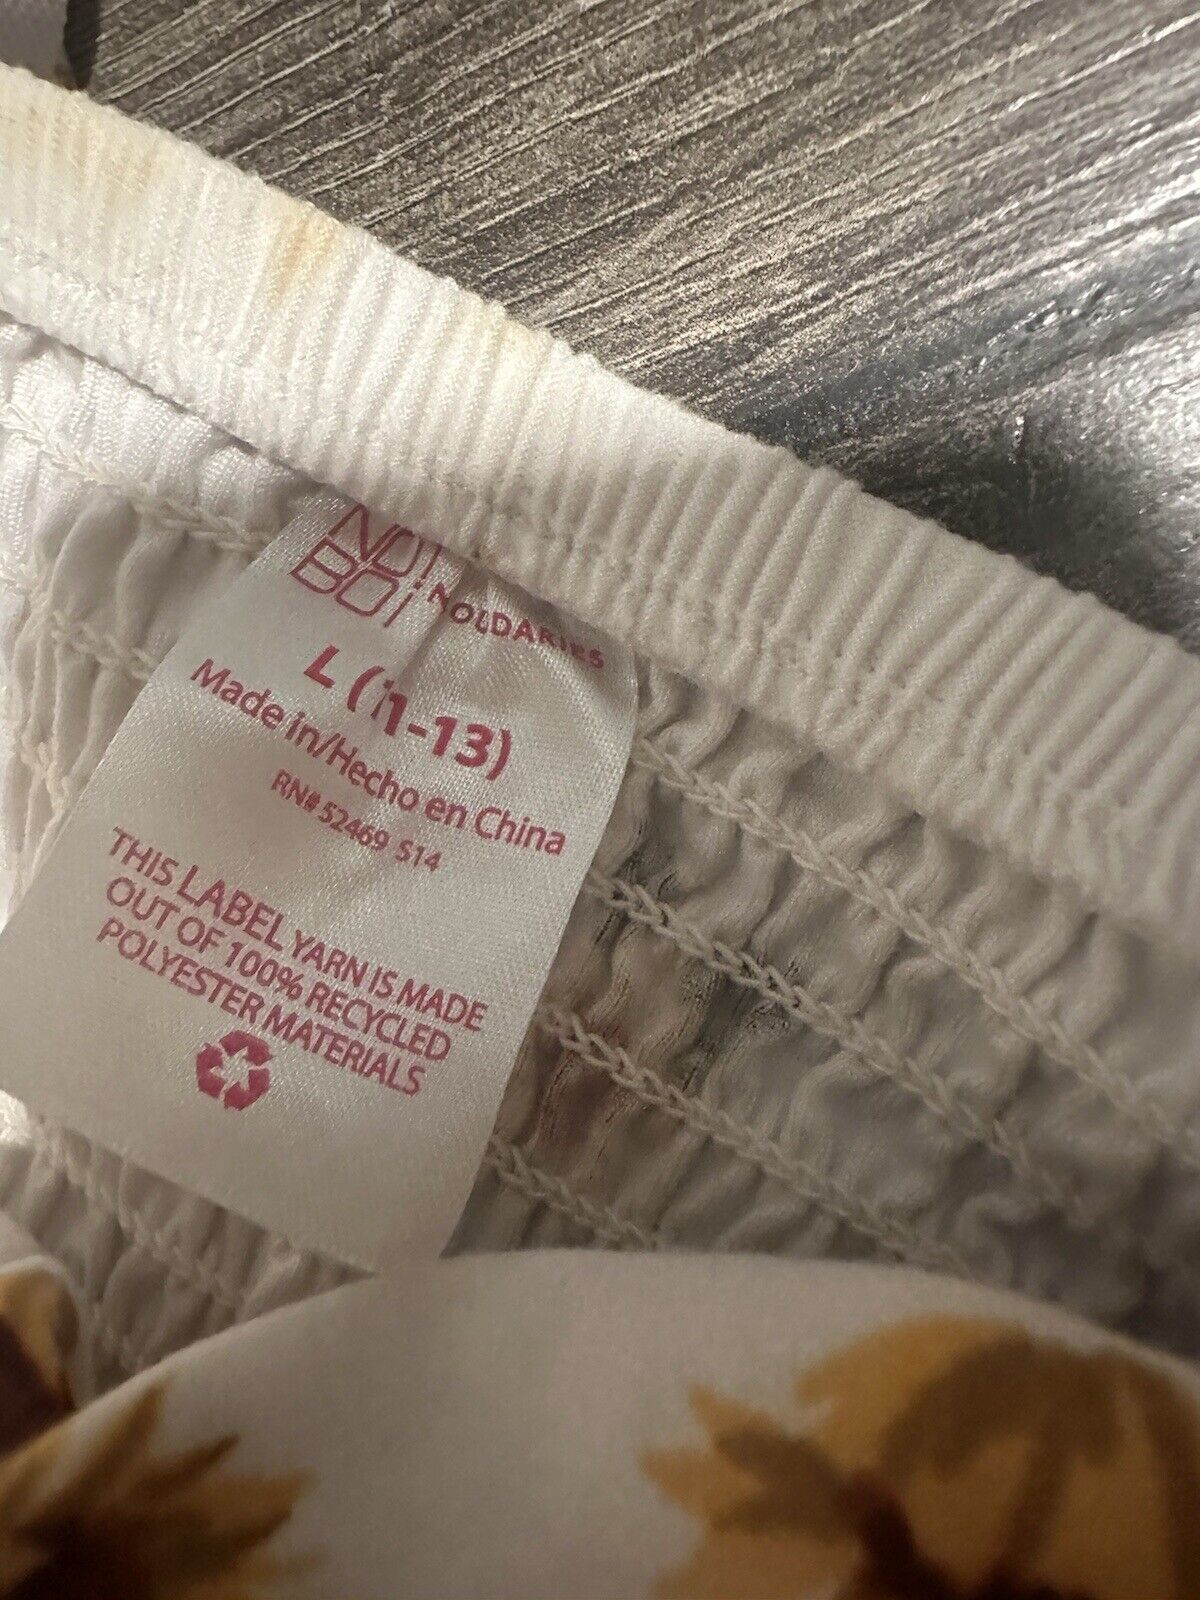 NO!
BO!
NOLDARIES
L (11-13)
Made in/Hecho en China
RN# 52469 S14
THIS LABEL YARN IS MADE
OUT OF 100% RECYCLED
POLYESTER MATERIALS